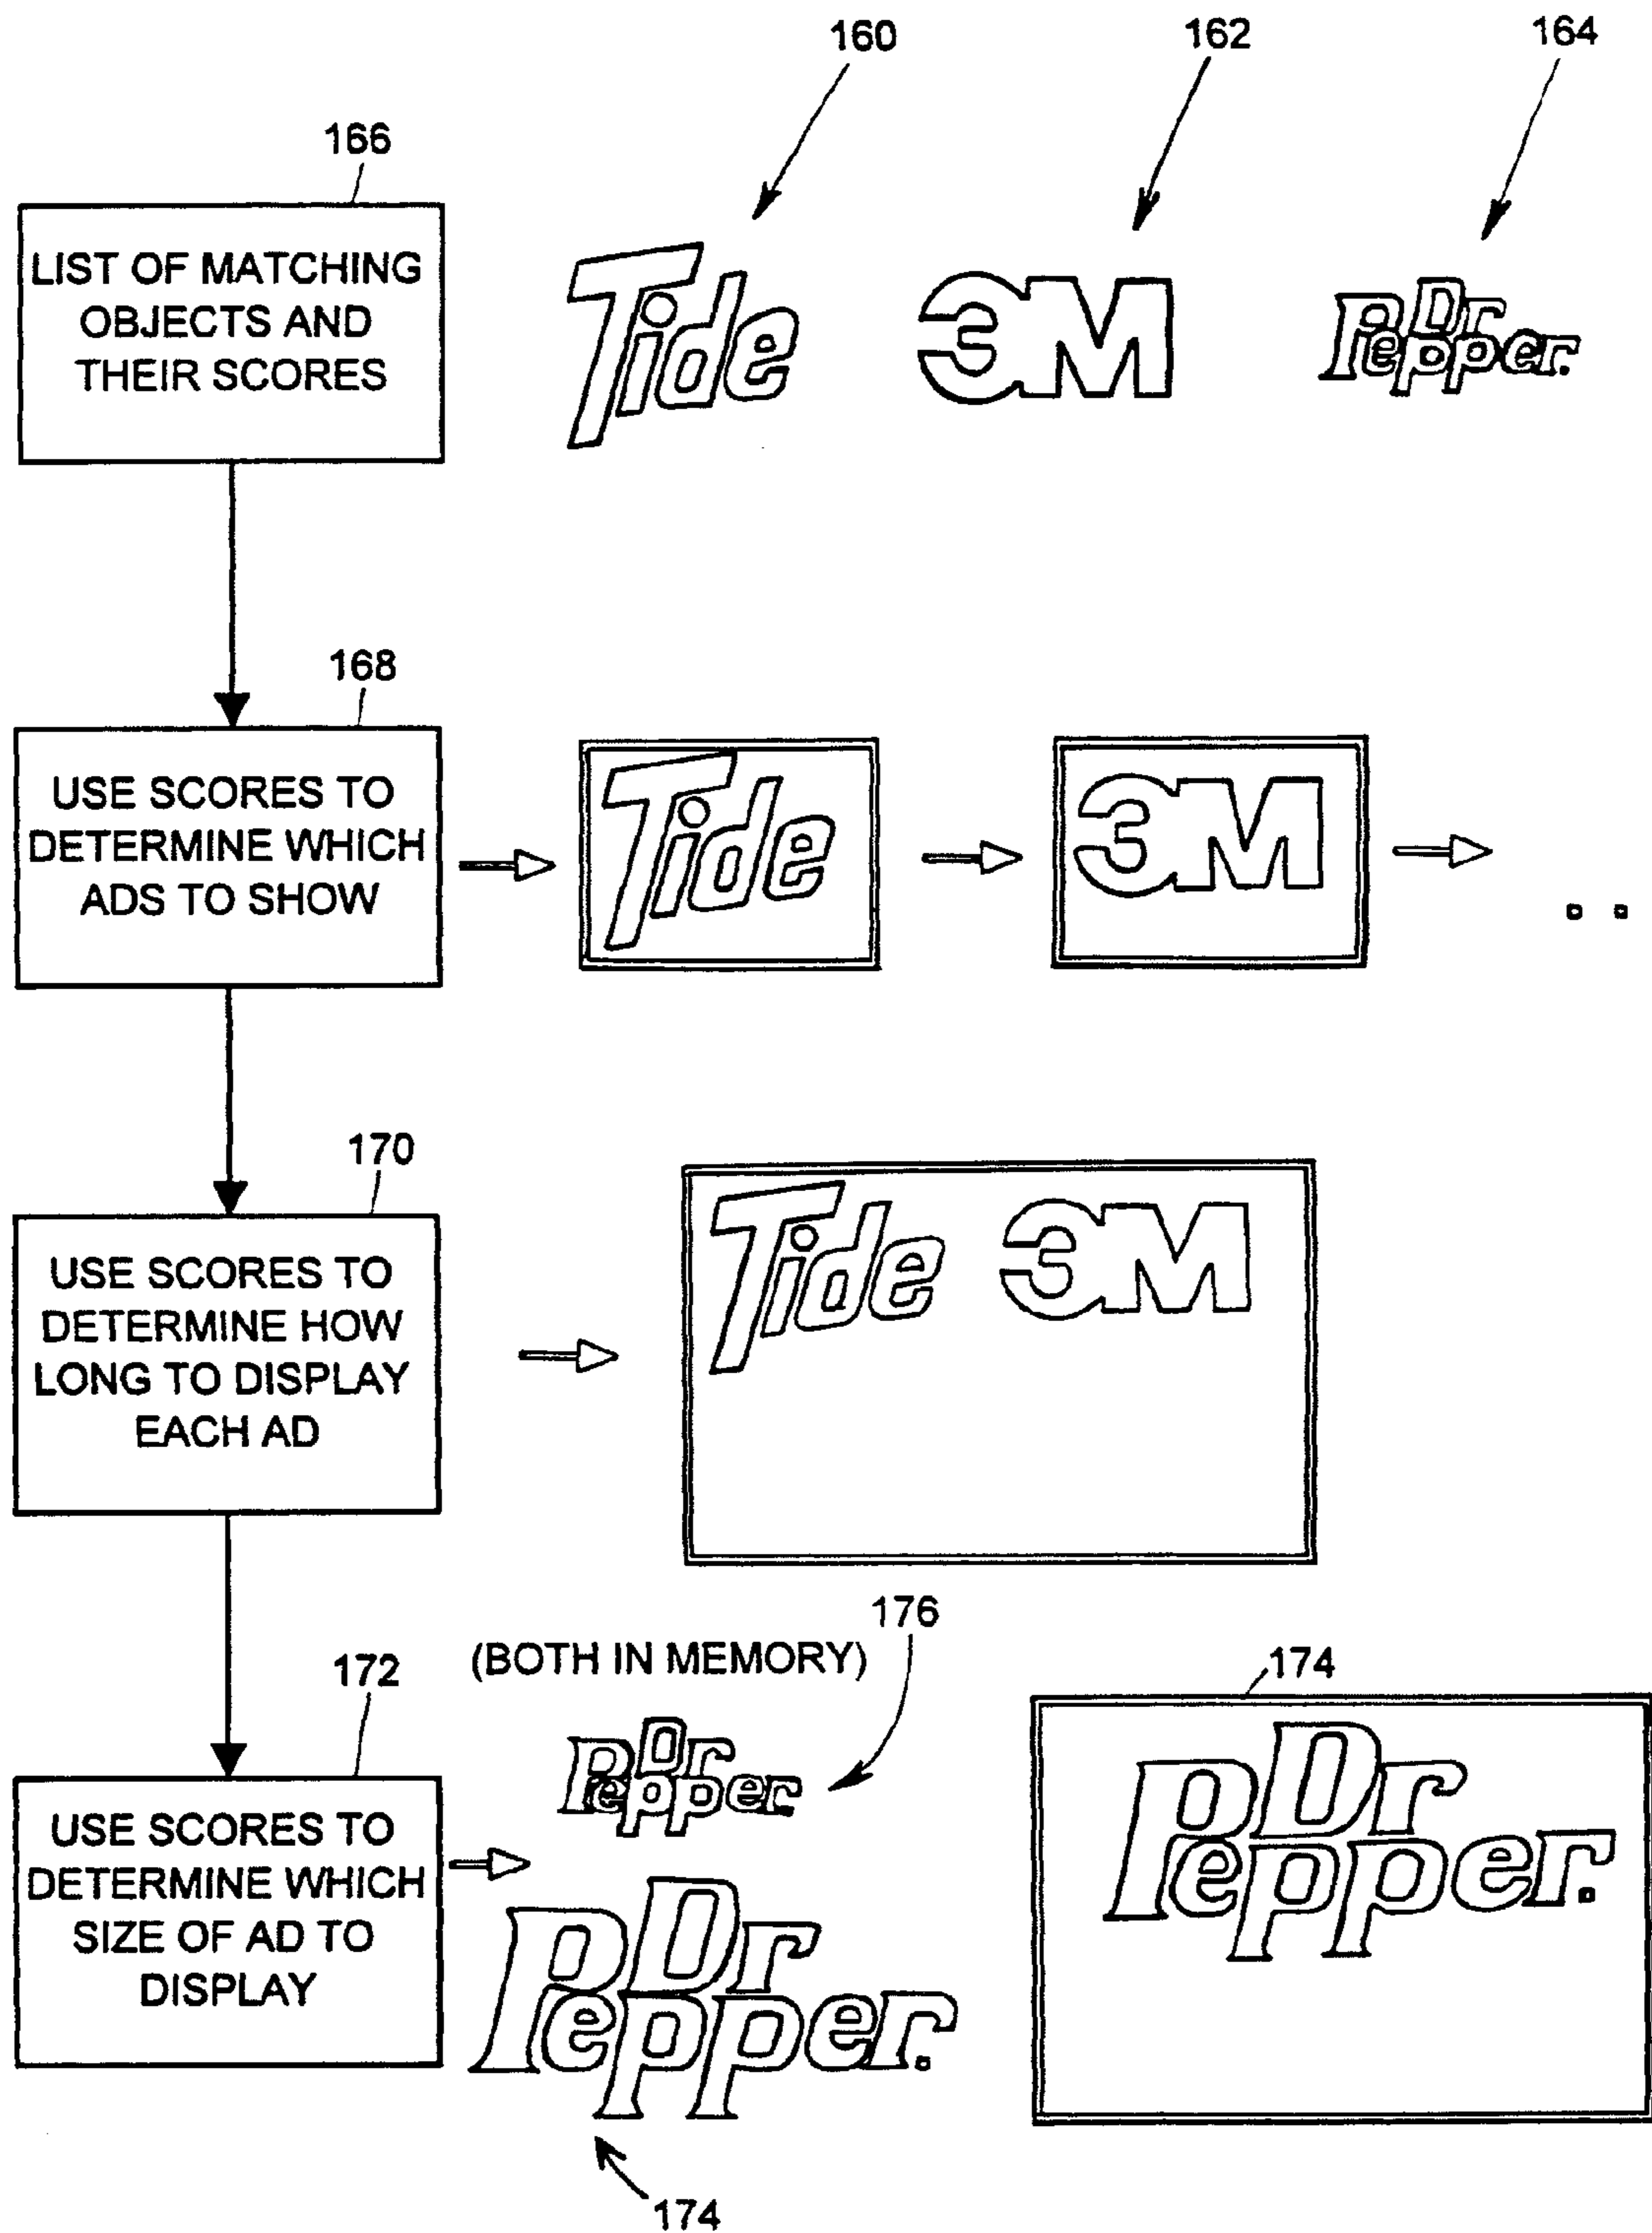 160
162
164
166
LIST OF MATCHING
OBJECTS AND
THEIR SCORES
Tide
3M
Dr
Pepper.
168
USE SCORES TO
DETERMINE WHICH
ADS TO SHOW
Tide
3M
170
USE SCORES TO
DETERMINE HOW
LONG TO DISPLAY
EACH AD
Tide 3M
176
(BOTH IN MEMORY)
172
174
USE SCORES TO
DETERMINE WHICH
SIZE OF AD TO
DISPLAY
Dr
Pepper.
Dr
Pepper.
Dr
Pepper.
174